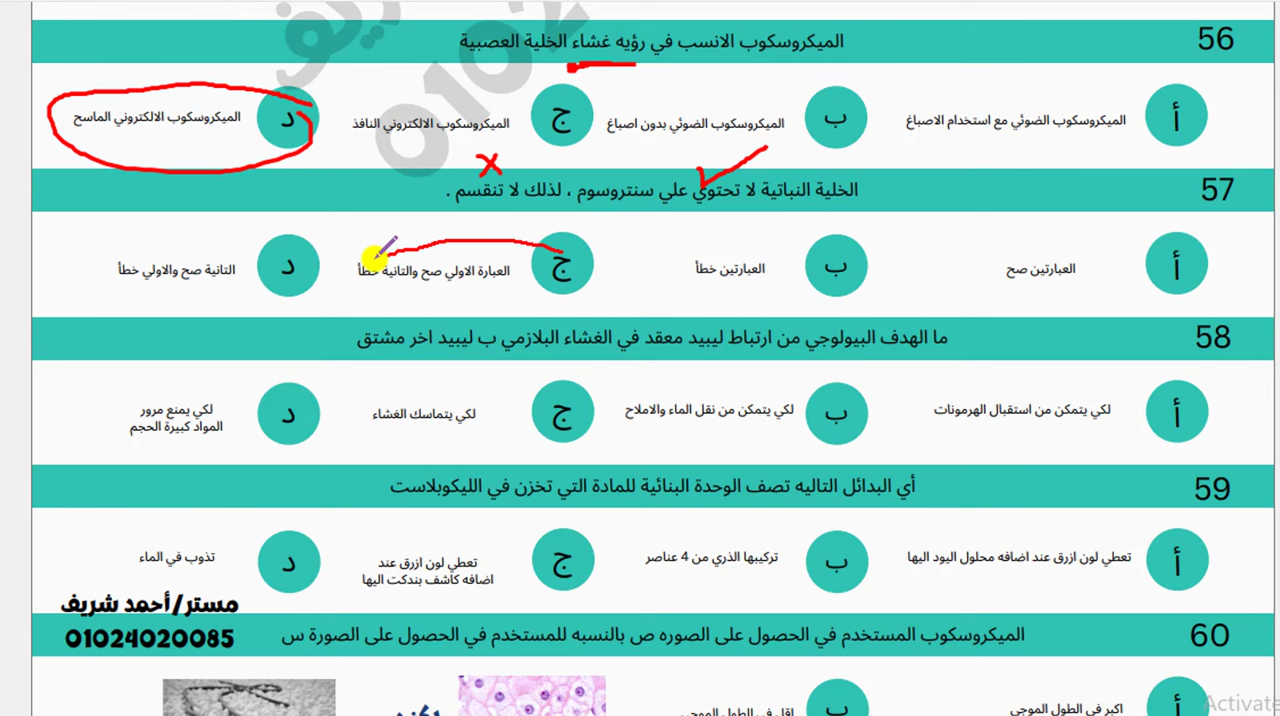 56 الميكروسكوب الانسب في رؤيه غشاء الخلية العصبية
أ الميكروسكوب الضوئي مع استخدام الاصباغ
ب الميكروسكوب الضوئي بدون اصباغ
ج الميكروسكوب الالكتروني النافذ
د الميكروسكوب الالكتروني الماسح
57 الخلية النباتية لا تحتوي علي سنتروسوم ، لذلك لا تنقسم .
أ العبارتين صح
ب العبارتين خطأ
ج العبارة الاولي صح والثانية خطأ
د الثانية صح والاولي خطأ
58 ما الهدف البيولوجي من ارتباط ليبيد معقد في الغشاء البلازمي ب ليبيد اخر مشتق
أ لكي يتمكن من استقبال الهرمونات
ب لكي يتمكن من نقل الماء والاملاح
ج لكي يتماسك الغشاء
د لكي يمنع مرور
المواد كبيرة الحجم
59 أي البدائل التاليه تصف الوحدة البنائية للمادة التي تخزن في الليكوبلاست
أ تعطي لون ازرق عند اضافه محلول اليود اليها
ب تركيبها الذري من 4 عناصر
ج تعطي لون ازرق عند
اضافه كاشف بندكت اليها
د تذوب في الماء
مستر/أحمد شريف
01024020085
60 الميكروسكوب المستخدم في الحصول على الصوره ص بالنسبه للمستخدم في الحصول على الصورة س
أ اكبر في الطول الموجي
ب اقل في الطول الموجي
Activate
0102